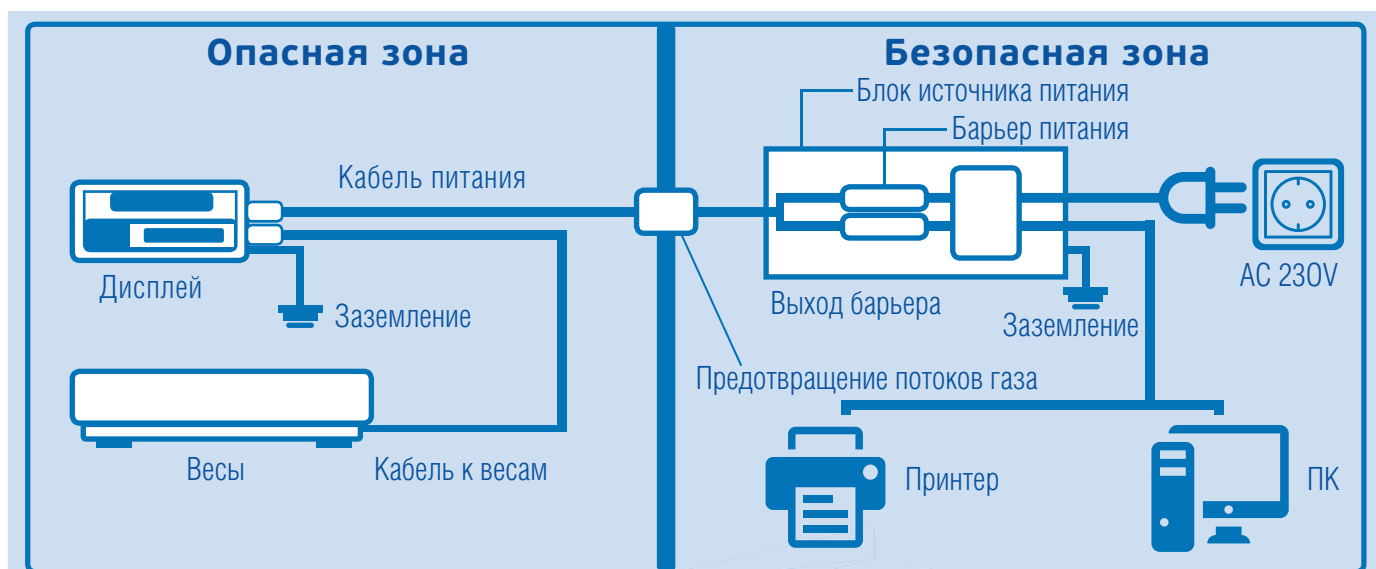 Опасная зона
Безопасная зона
Блок источника питания
Барьер питания
Кабель питания
Дисплей
Заземление
Выход барьера
Заземление
AC 230V
Предотвращение потоков газа
Весы
Кабель к весам
Принтер
ПК